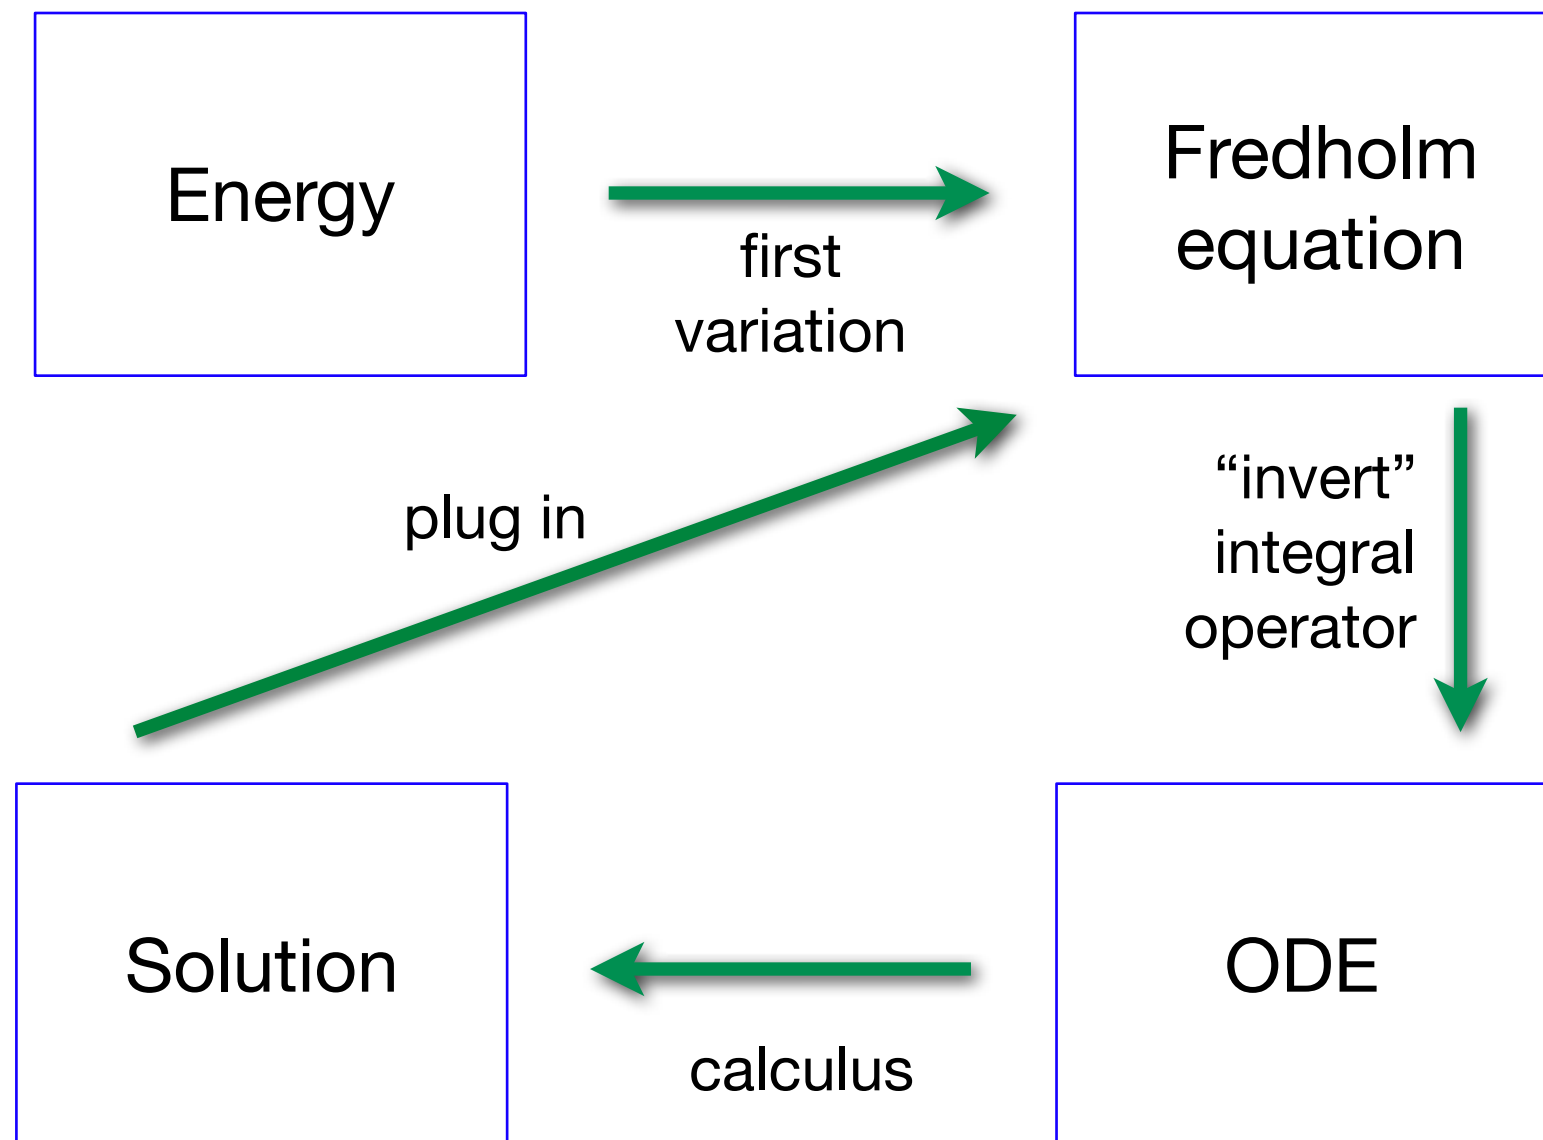 Energy
first
variation
Fredholm
equation
plug in
“invert”
integral
operator
Solution
calculus
ODE